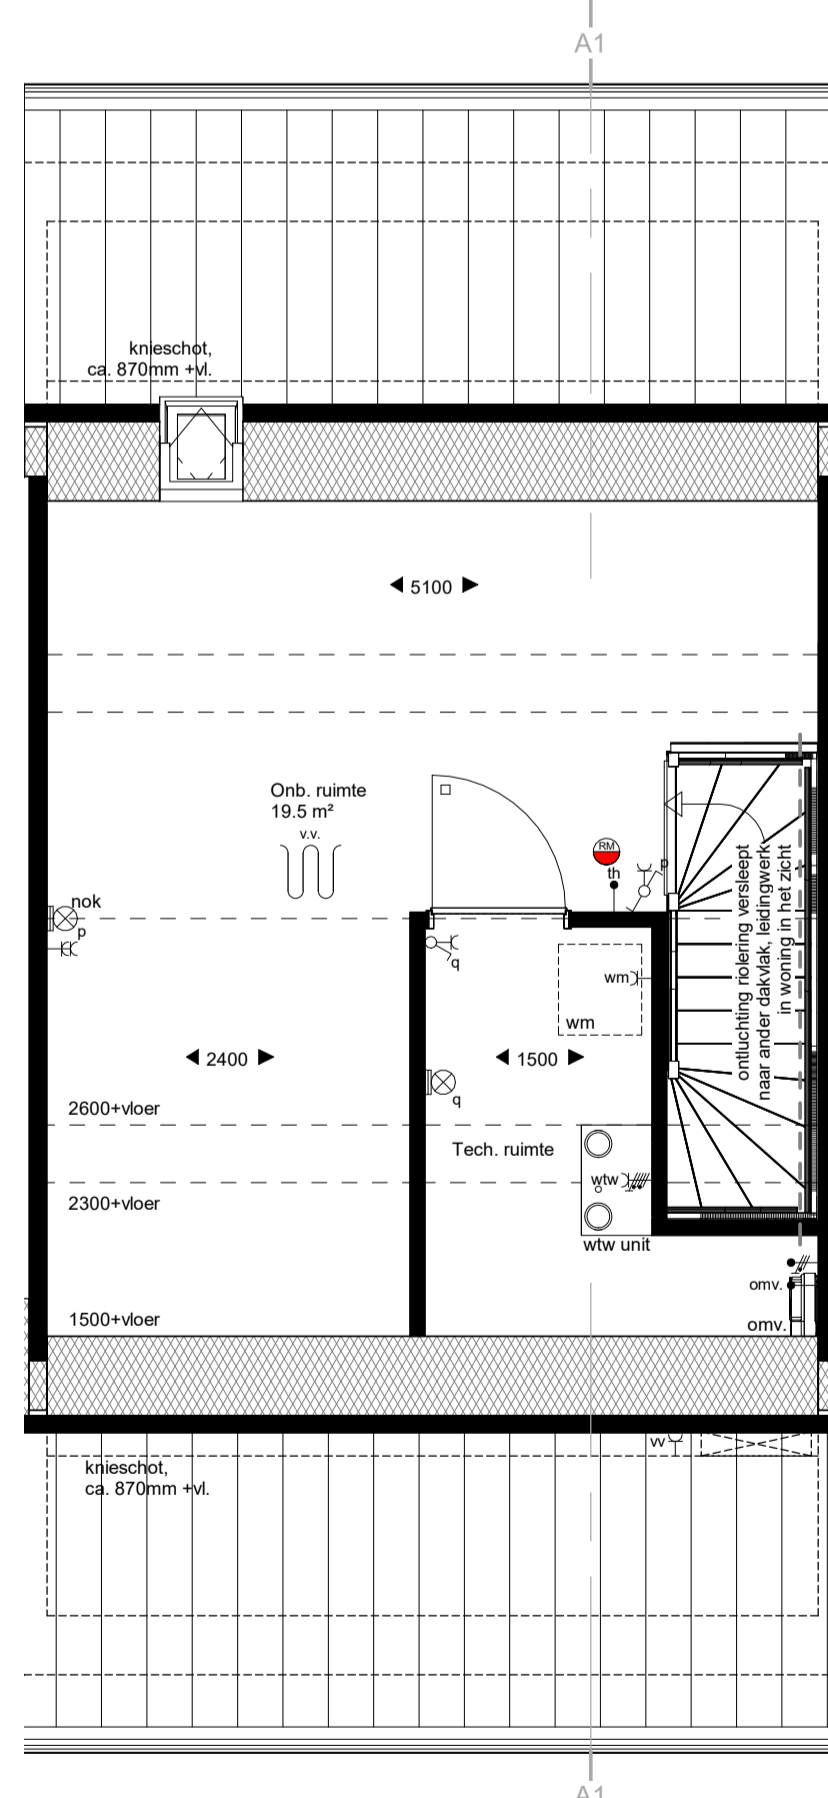 A1
knieschot,
ca. 870mm +vl.
5100
Onb. ruimte
19.5 m²
v.v.
RM
th
p
nok
p
q
wm
wm
ontluchting riolering versleept
naar ander dakvlak, leidingwerk
in woning in het zicht
2400
1500
q
2600+vloer
Tech. ruimte
wtw
2300+vloer
wtw unit
omv.
1500+vloer
omv.
vv
knieschot,
ca. 870mm +vl.
A1